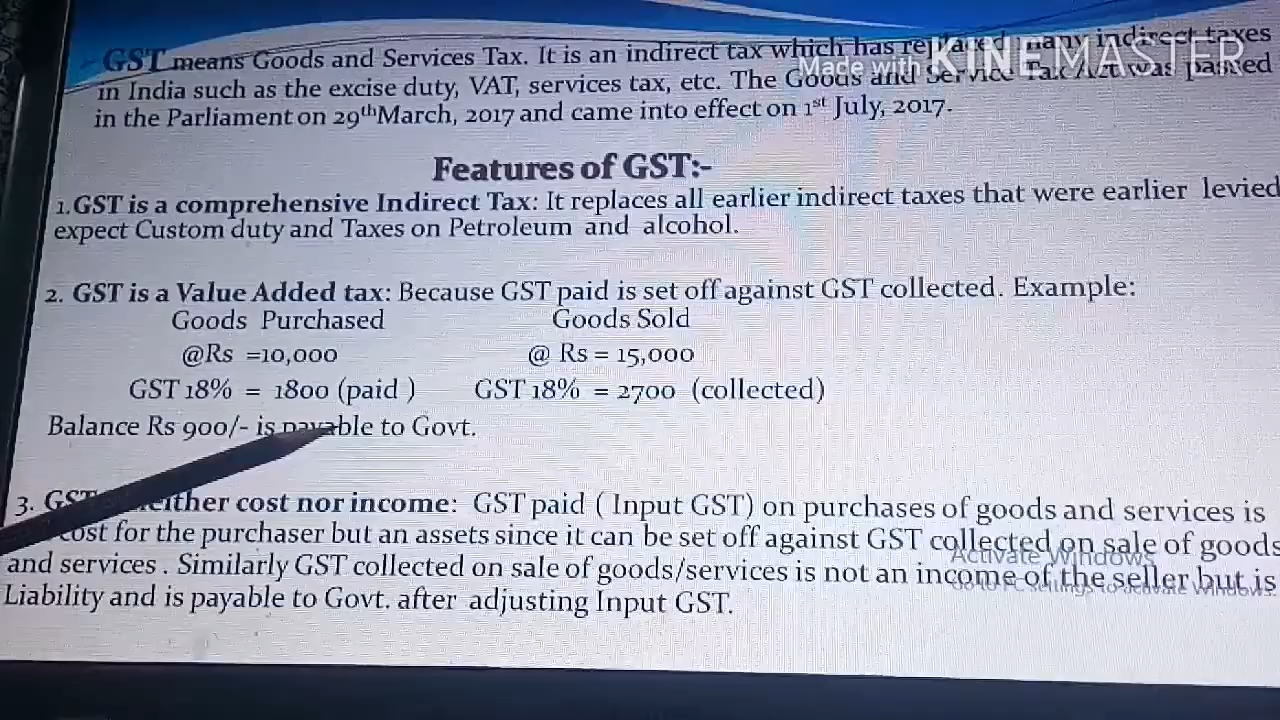 GST means Goods and Services Tax. It is an indirect tax which has replaced many indirect taxes
Made with KINEMASTER
in India such as the excise duty, VAT, services tax, etc. The Goods and Service Tax Act was passed
in the Parliament on 29th March, 2017 and came into effect on 1st July, 2017.
Features of GST:-
1.GST is a comprehensive Indirect Tax: It replaces all earlier indirect taxes that were earlier levied
expect Custom duty and Taxes on Petroleum and alcohol.
2. GST is a Value Added tax: Because GST paid is set off against GST collected. Example:
Goods Purchased Goods Sold
@Rs =10,000 @ Rs = 15,000
GST 18% = 1800 (paid ) GST 18% = 2700 (collected)
Balance Rs 900/- is payable to Govt.
3. GST neither cost nor income: GST paid ( Input GST) on purchases of goods and services is
cost for the purchaser but an assets since it can be set off against GST collected on sale of goods
Activate Windows
and services . Similarly GST collected on sale of goods/services is not an income of the seller but is
Go to PC settings to activate Windows.
Liability and is payable to Govt. after adjusting Input GST.